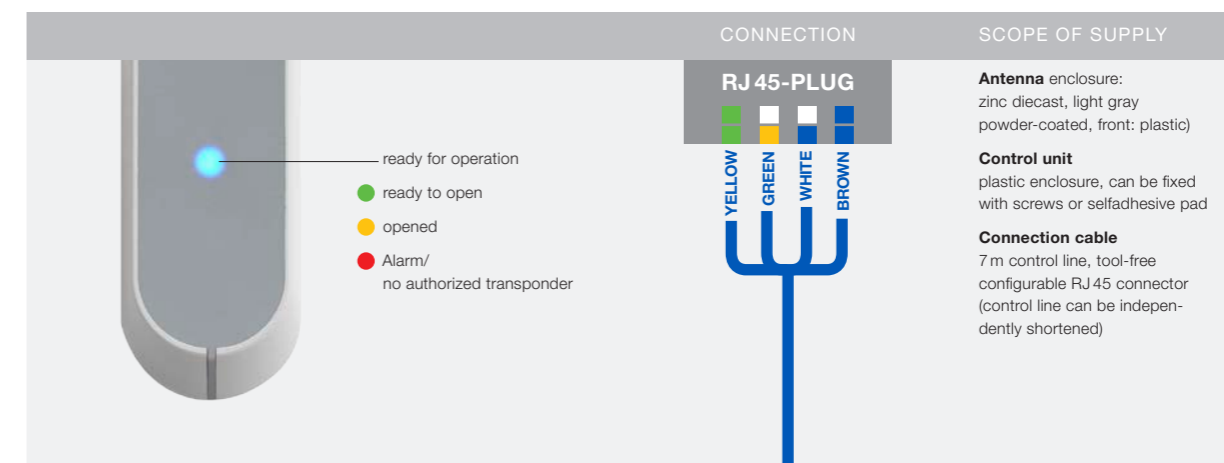 CONNECTION
SCOPE OF SUPPLY
ready for operation
ready to open
opened
Alarm/
no authorized transponder
RJ 45-PLUG
YELLOW
GREEN
WHITE
BROWN
Antenna enclosure:
zinc diecast, light gray
powder-coated, front: plastic)
Control unit
plastic enclosure, can be fixed
with screws or selfadhesive pad
Connection cable
7 m control line, tool-free
configurable RJ 45 connector
(control line can be indepen-
dently shortened)